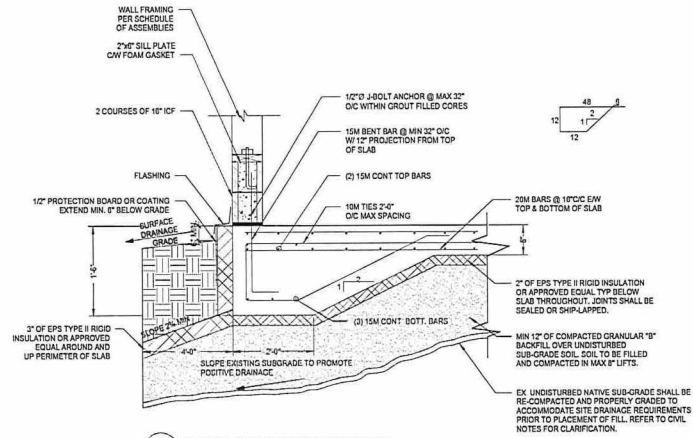 WALL FRAMING
PER SCHEDULE
OF ASSEMBLIES
2"x6" SILL PLATE
C/W FOAM GASKET
2 COURSES OF 16" ICF
FLASHING
1/2" PROTECTION BOARD OR COATING
EXTEND MIN. 6" BELOW GRADE
SURFACE
DRAINAGE
GRADE
1'-6"
SLOPE 4% MIN
3" OF EPS TYPE II RIGID
INSULATION OR APPROVED
EQUAL AROUND AND
UP PERIMETER OF SLAB
4'-0"
2'-0"
SLOPE EXISTING SUBGRADE TO PROMOTE
POSITIVE DRAINAGE
1/2"Ø J-BOLT ANCHOR @ MAX 32"
O/C WITHIN GROUT FILLED CORES
15M BENT BAR @ MIN 32" O/C
W/ 12" PROJECTION FROM TOP
OF SLAB
(2) 15M CONT TOP BARS
10M TIES 2'-0"
O/C MAX SPACING
1
2
(3) 15M CONT BOTT. BARS
48
6
12
2
1
12
20M BARS @ 16"C/C E/W
TOP & BOTTOM OF SLAB
2" OF EPS TYPE II RIGID INSULATION
OR APPROVED EQUAL TYP BELOW
SLAB THROUGHOUT. JOINTS SHALL BE
SEALED OR SHIP-LAPPED.
MIN 12" OF COMPACTED GRANULAR "B"
BACKFILL OVER UNDISTURBED
SUB-GRADE SOIL. SOIL TO BE FILLED
AND COMPACTED IN MAX 8" LIFTS.
EX UNDISTURBED NATIVE SUB-GRADE SHALL BE
RE-COMPACTED AND PROPERLY GRADED TO
ACCOMMODATE SITE DRAINAGE REQUIREMENTS
PRIOR TO PLACEMENT OF FILL. REFER TO CIVIL
NOTES FOR CLARIFICATION.